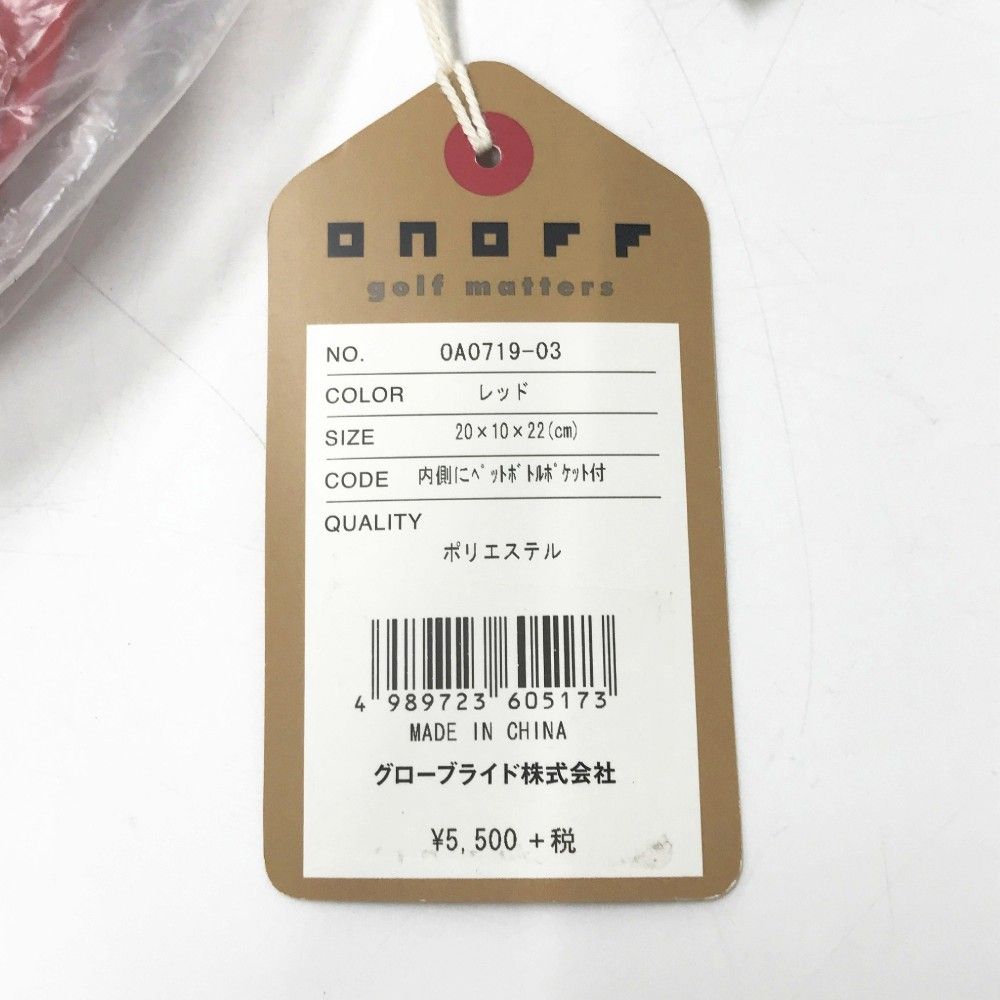 onoff
golf matters
NO. OA0719-03
COLOR レッド
SIZE 20×10×22(cm)
CODE 内側にﾍﾟｯﾄﾎﾞﾄﾙﾎﾟｹｯﾄ付
QUALITY
ポリエステル
4 989723 605173
MADE IN CHINA
グローブライド株式会社
¥5,500 +税